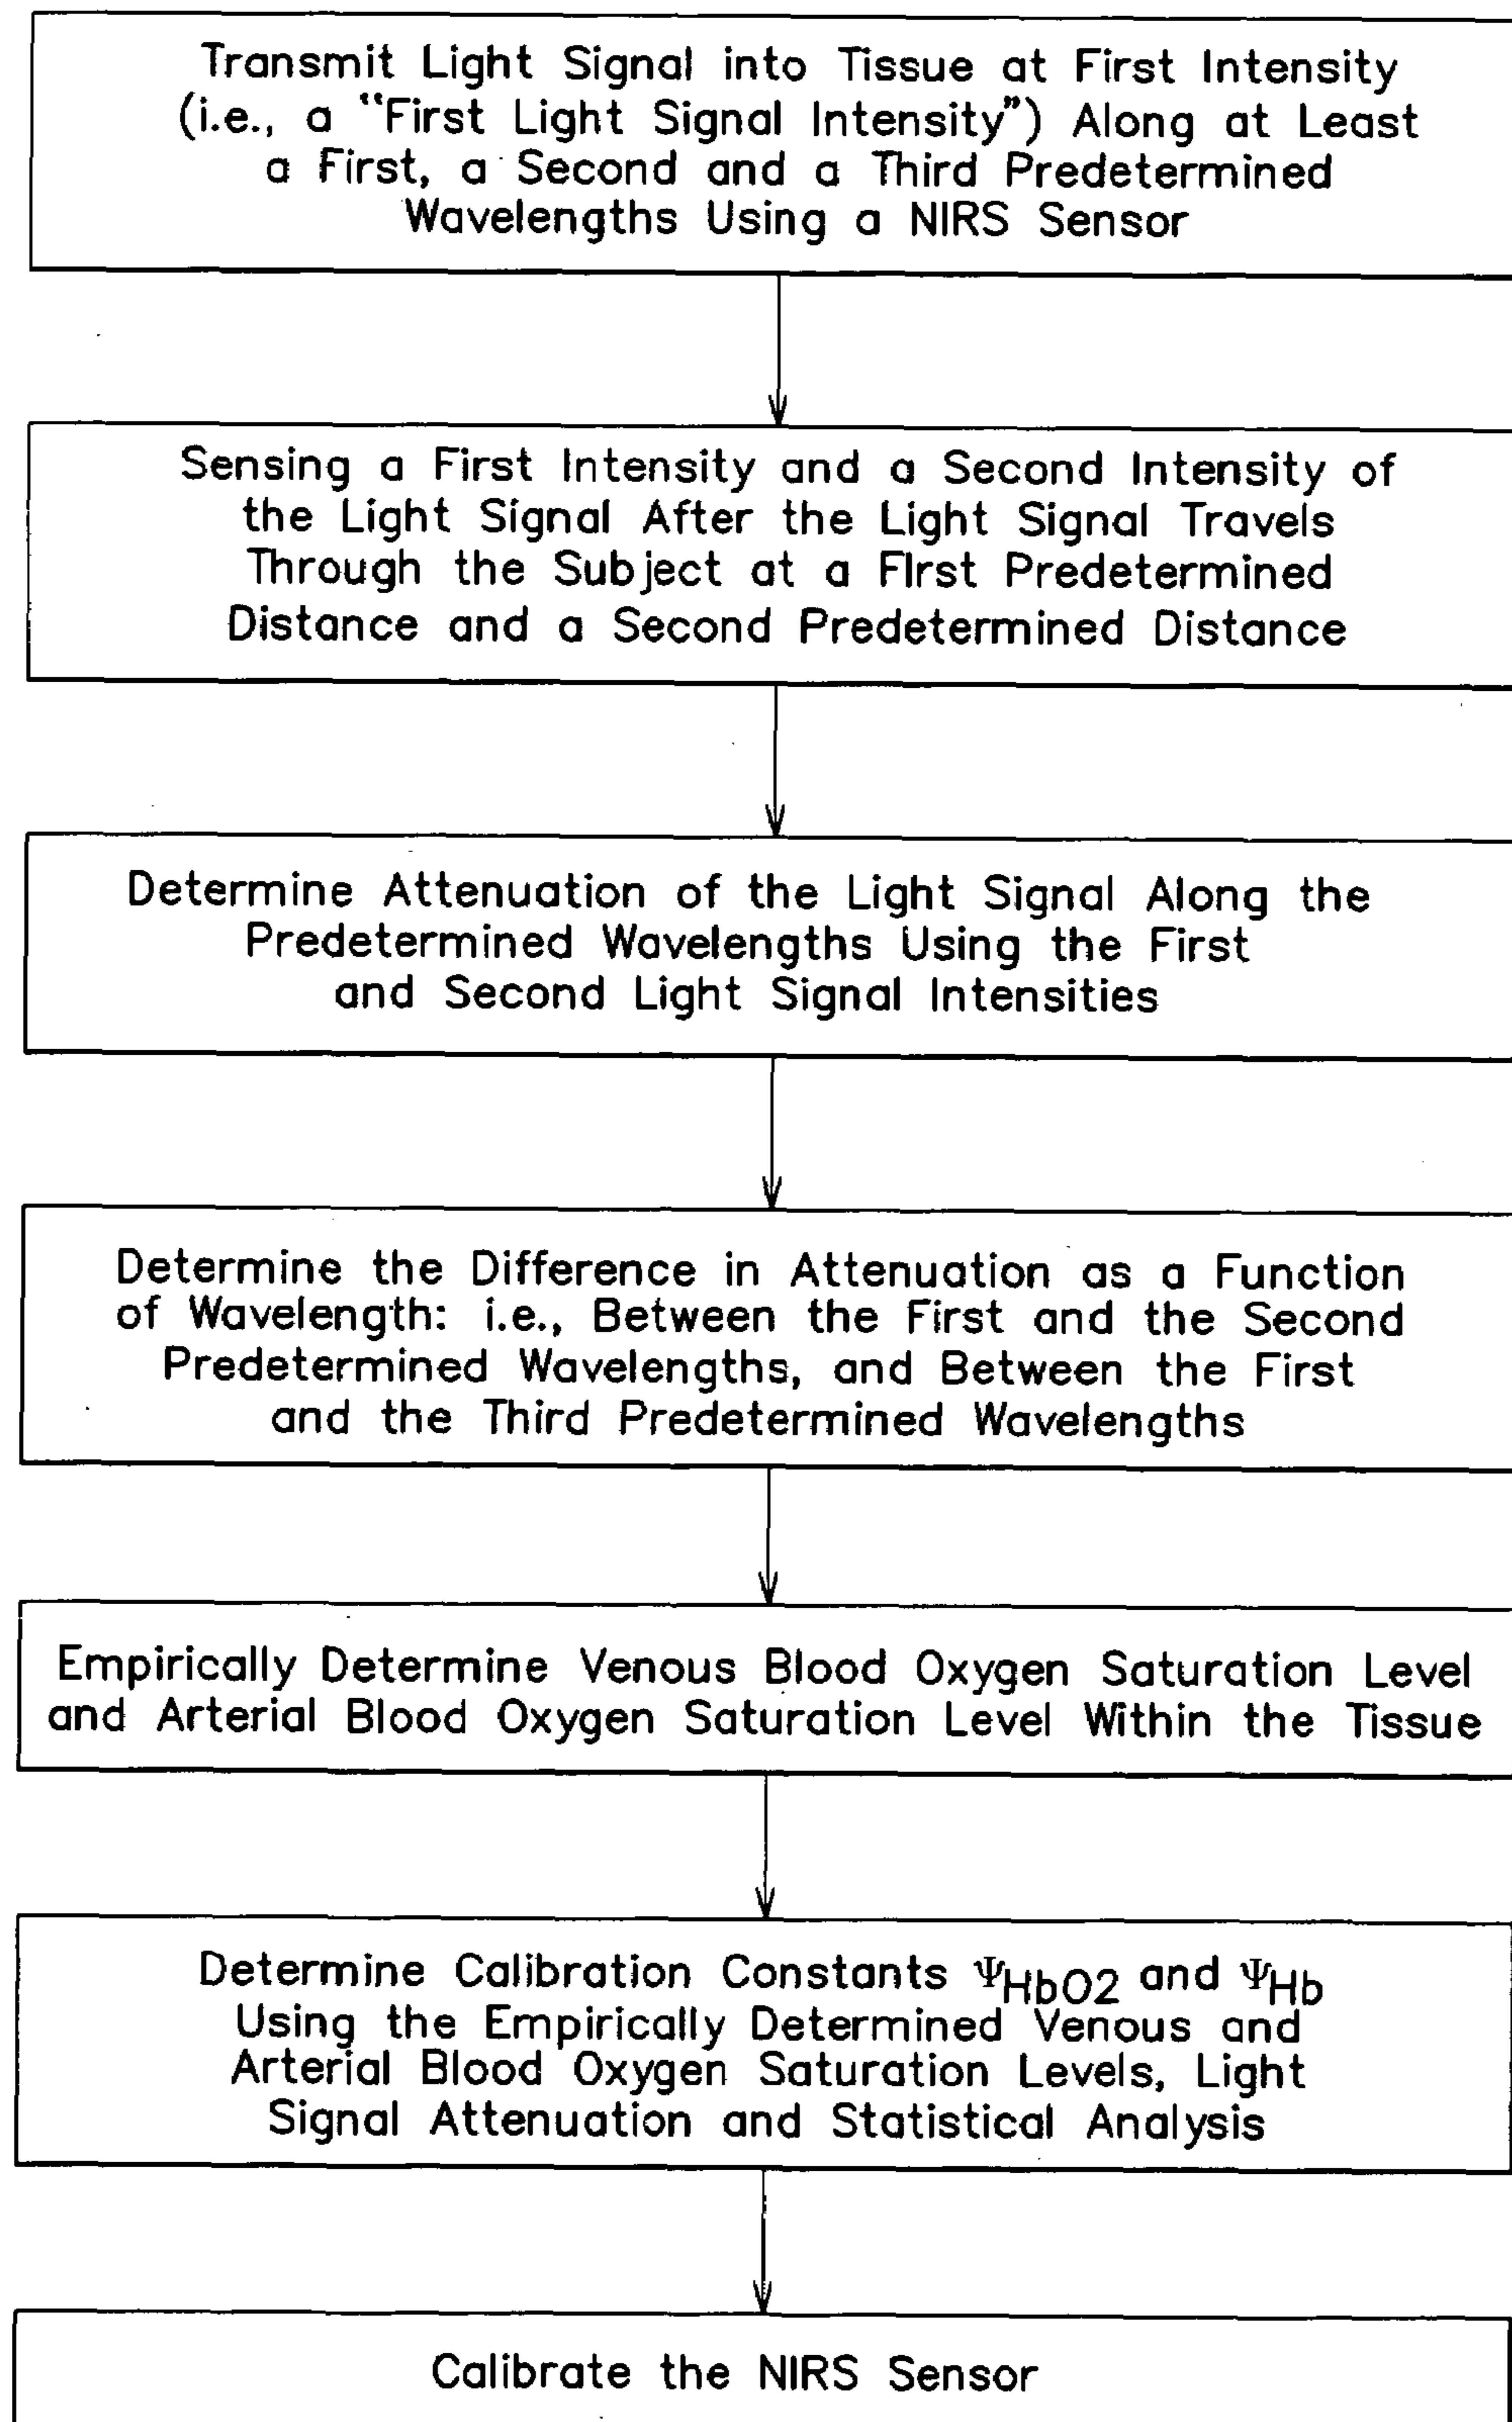 Transmit Light Signal into Tissue at First Intensity
(i.e., a “First Light Signal Intensity”) Along at Least
a First, a Second and a Third Predetermined
Wavelengths Using a NIRS Sensor
Sensing a First Intensity and a Second Intensity of
the Light Signal After the Light Signal Travels
Through the Subject at a FIrst Predetermined
Distance and a Second Predetermined Distance
Determine Attenuation of the Light Signal Along the
Predetermined Wavelengths Using the First
and Second Light Signal Intensities
Determine the Difference in Attenuation as a Function
of Wavelength: i.e., Between the First and the Second
Predetermined Wavelengths, and Between the First
and the Third Predetermined Wavelengths
Empirically Determine Venous Blood Oxygen Saturation Level
and Arterial Blood Oxygen Saturation Level Within the Tissue
Determine Calibration Constants ΨHbO2 and ΨHb
Using the Empirically Determined Venous and
Arterial Blood Oxygen Saturation Levels, Light
Signal Attenuation and Statistical Analysis
Calibrate the NIRS Sensor